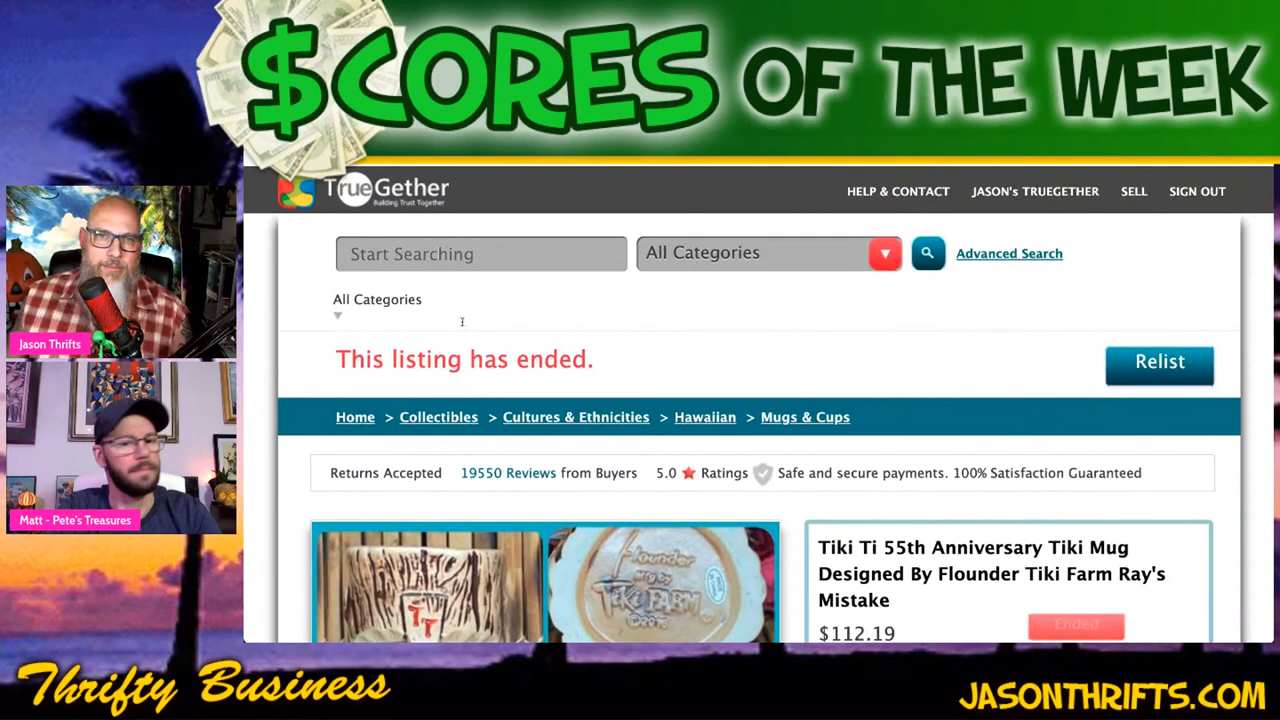 $CORES OF THE WEEK
TrueGether
Building Trust Together
HELP & CONTACT JASON's TRUEGETHER SELL SIGN OUT
Start Searching All Categories Advanced Search
All Categories
This listing has ended. Relist
Home > Collectibles > Cultures & Ethnicities > Hawaiian > Mugs & Cups
Returns Accepted 19550 Reviews from Buyers 5.0 Ratings Safe and secure payments. 100% Satisfaction Guaranteed
Tiki Ti 55th Anniversary Tiki Mug
Designed By Flounder Tiki Farm Ray's
Mistake
$112.19 Ended
TT
Flounder
Mfg by
TIKI FARM
Jason Thrifts
Matt - Pete's Treasures
Thrifty Business
JASONTHRIFTS.COM